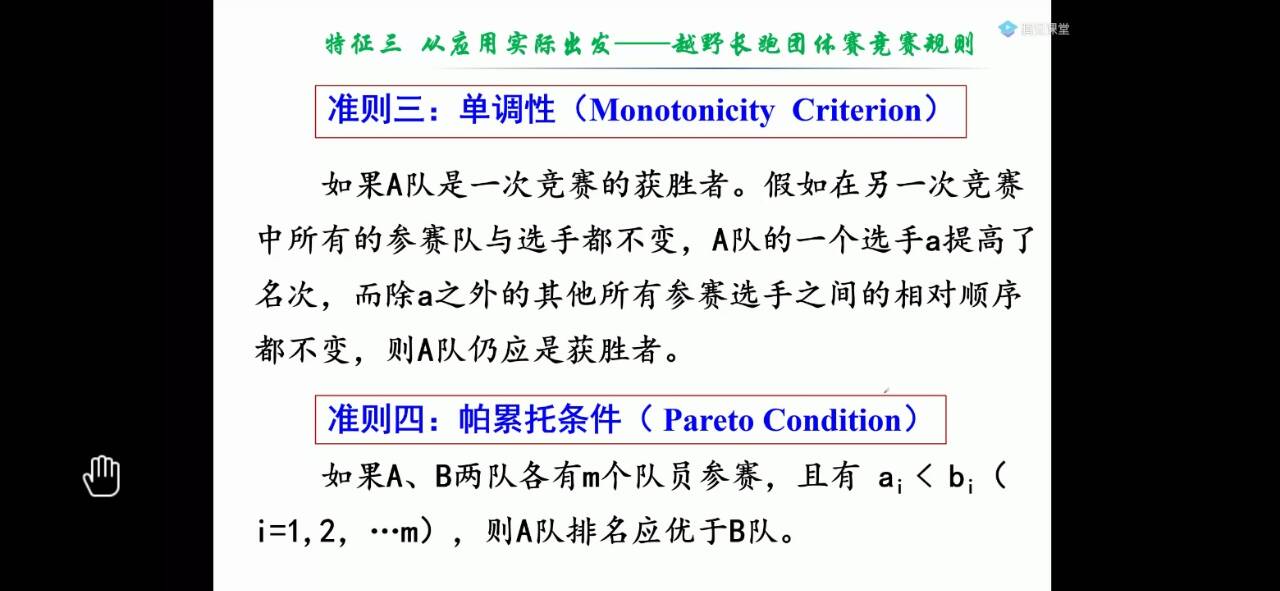 特征三 从应用实际出发——越野长跑团体赛竞赛规则
腾讯课堂
准则三：单调性（Monotonicity Criterion）
如果A队是一次竞赛的获胜者。假如在另一次竞赛
中所有的参赛队与选手都不变，A队的一个选手a提高了
名次，而除a之外的其他所有参赛选手之间的相对顺序
都不变，则A队仍应是获胜者。
准则四：帕累托条件（ Pareto Condition）
如果A、B两队各有m个队员参赛，且有 aᵢ < bᵢ（
i=1,2, …m），则A队排名应优于B队。